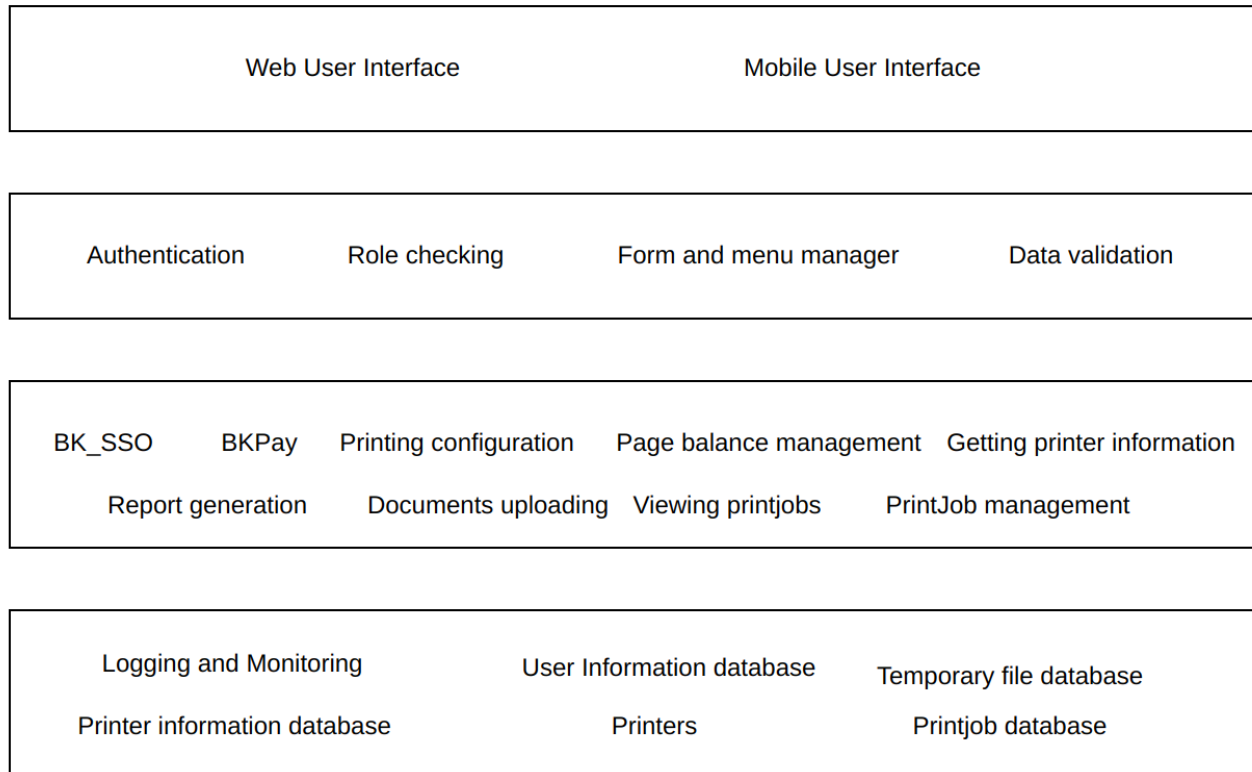 Web User Interface Mobile User Interface
Authentication Role checking Form and menu manager Data validation
BK_SSO BKPay Printing configuration Page balance management Getting printer information
Report generation Documents uploading Viewing printjobs PrintJob management
Logging and Monitoring User Information database Temporary file database
Printer information database Printers Printjob database